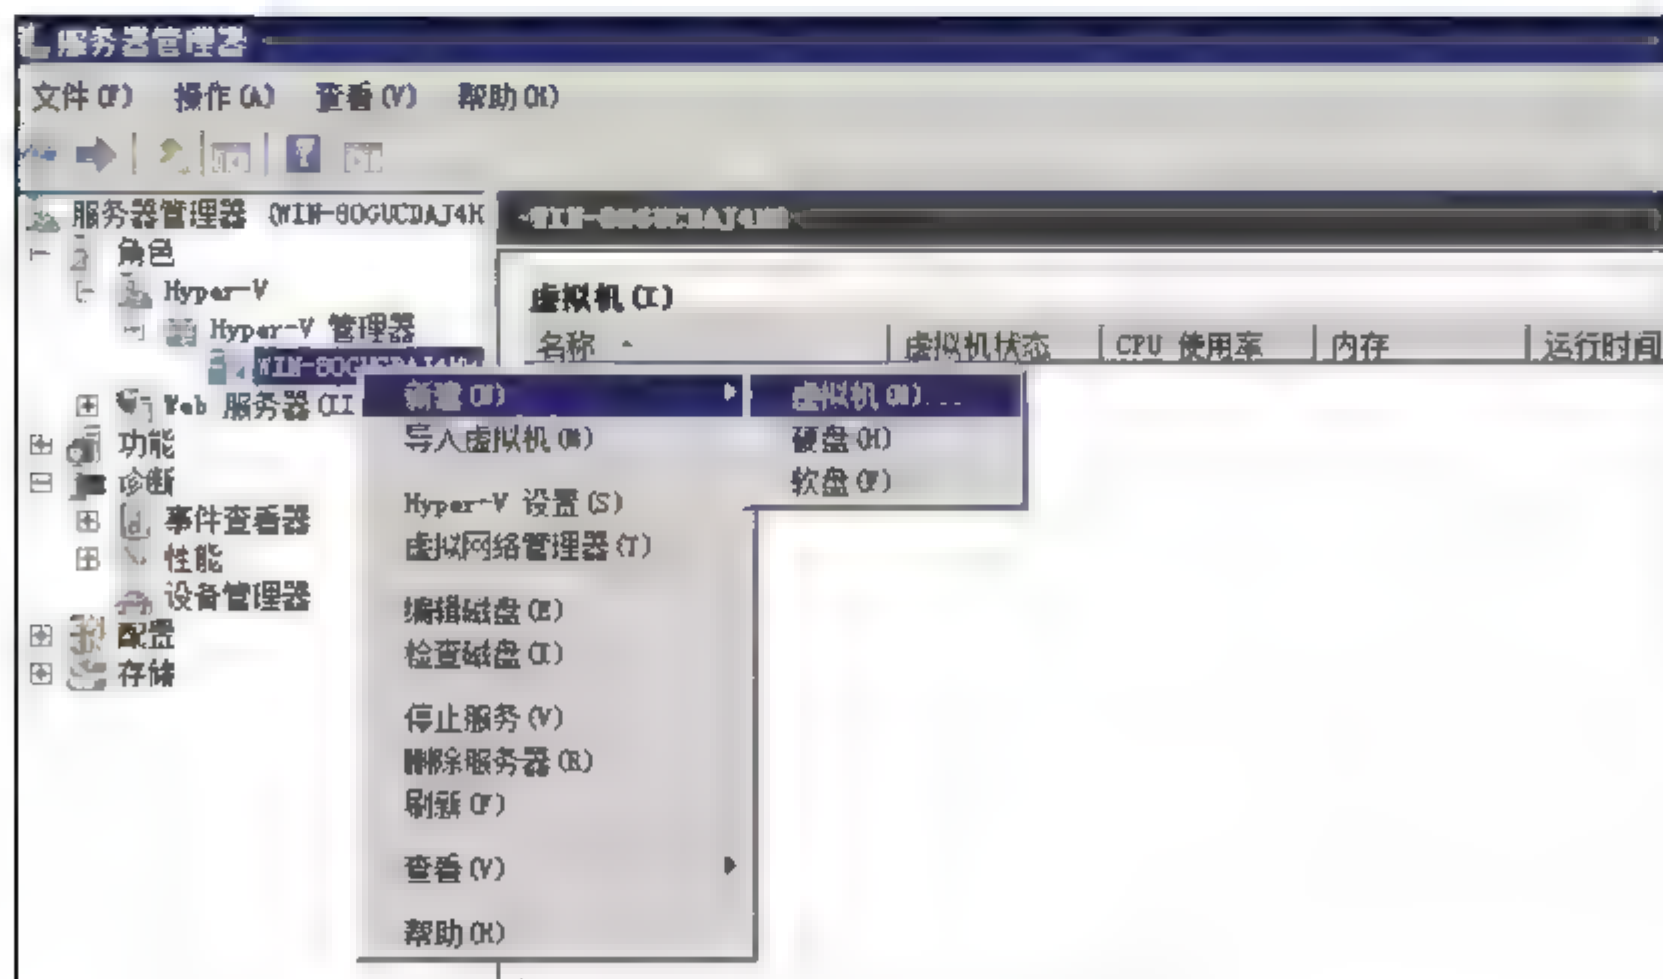 服务器管理器
文件(F) 操作(A) 查看(V) 帮助(H)
服务器管理器 (WIN-8OGUCDAJ4H
角色
Hyper-V
Hyper-V 管理器
Web 服务器(II
功能
诊断
事件查看器
性能
设备管理器
配置
存储
虚拟机(I)
名称 虚拟机状态 CPU 使用率 内存 运行时间
新建(N)
导入虚拟机(M)
Hyper-V 设置(S)
虚拟网络管理器(T)
编辑磁盘(E)
检查磁盘(I)
停止服务(V)
删除服务器(R)
刷新(F)
查看(V)
帮助(H)
虚拟机(M)...
硬盘(H)
软盘(F)